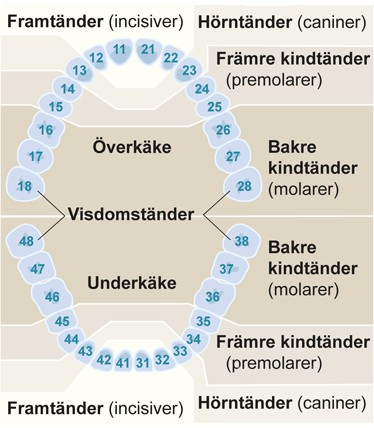 Framtänder (incisiver)
Hörntänder (caniner)
11 21
12 22
13 23
Främre kindtänder
(premolarer)
14 24
15 25
16 26
Överkäke
Bakre
kindtänder
(molarer)
17 27
18 28
Visdomständer
48 38
Bakre
kindtänder
(molarer)
47 37
Underkäke
46 36
45 35
44 34
Främre kindtänder
(premolarer)
43 33
42 41 31 32
Framtänder (incisiver)
Hörntänder (caniner)